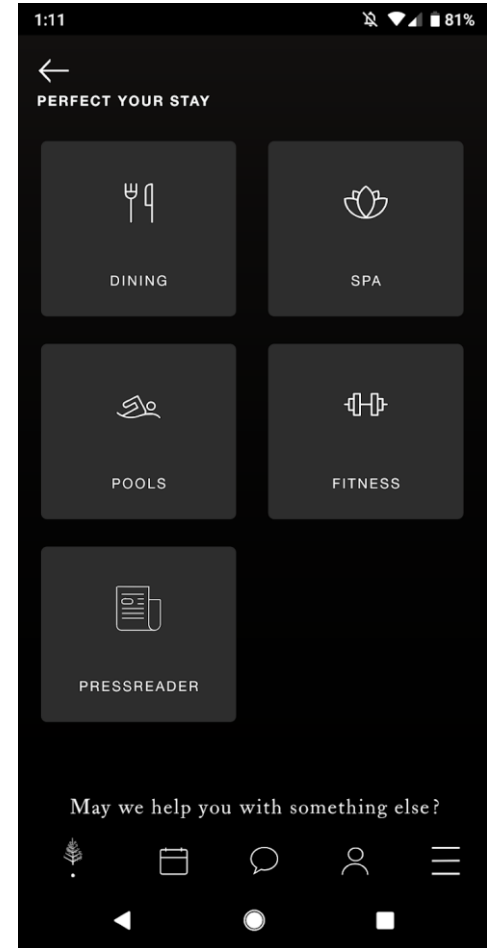 1:11 81%
PERFECT YOUR STAY
DINING SPA
POOLS FITNESS
PRESSREADER
May we help you with something else?